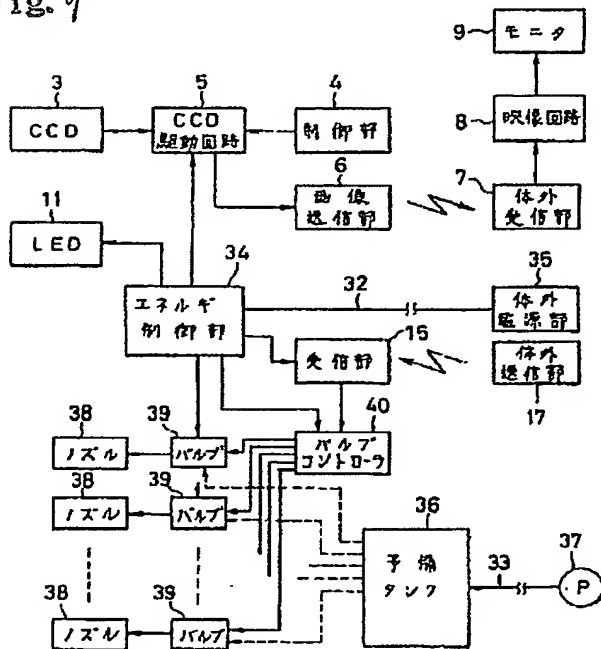 Fig. 7
9
モニタ
3
5
4
CCD
CCD
駆動回路
制御部
8
映像回路
6
画像
送信部
7
体外
受信部
11
LED
34
エネルギ
制御部
32
35
体外
電源部
15
受信部
体外
送信部
17
40
バルブ
コントローラ
38
39
ノズル
バルブ
38
39
ノズル
バルブ
36
予備
タンク
33
37
P
38
39
ノズル
バルブ